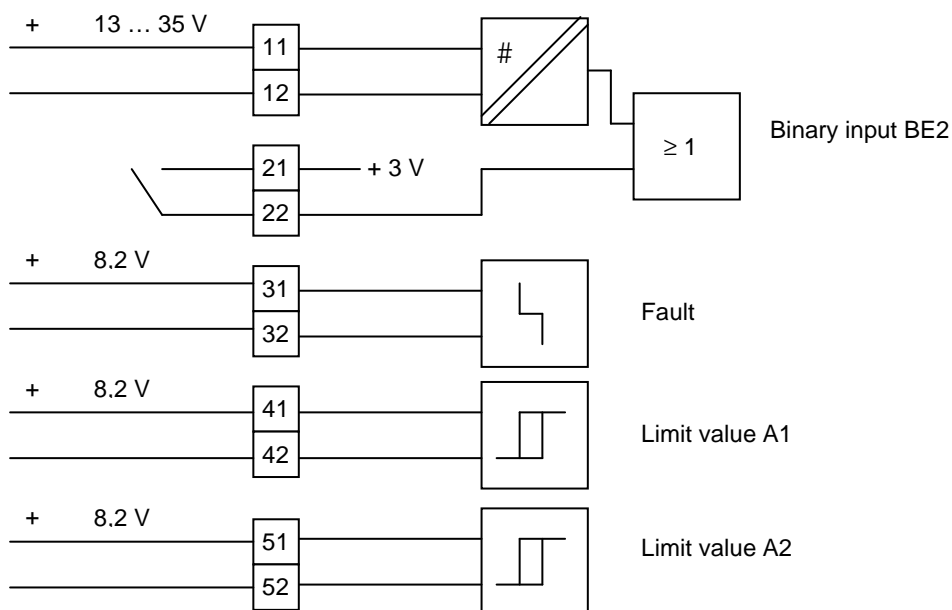 + 13 … 35 V
11
12
#
≥ 1
Binary input BE2
21
+ 3 V
22
+ 8,2 V
31
32
Fault
+ 8,2 V
41
42
Limit value A1
+ 8,2 V
51
52
Limit value A2